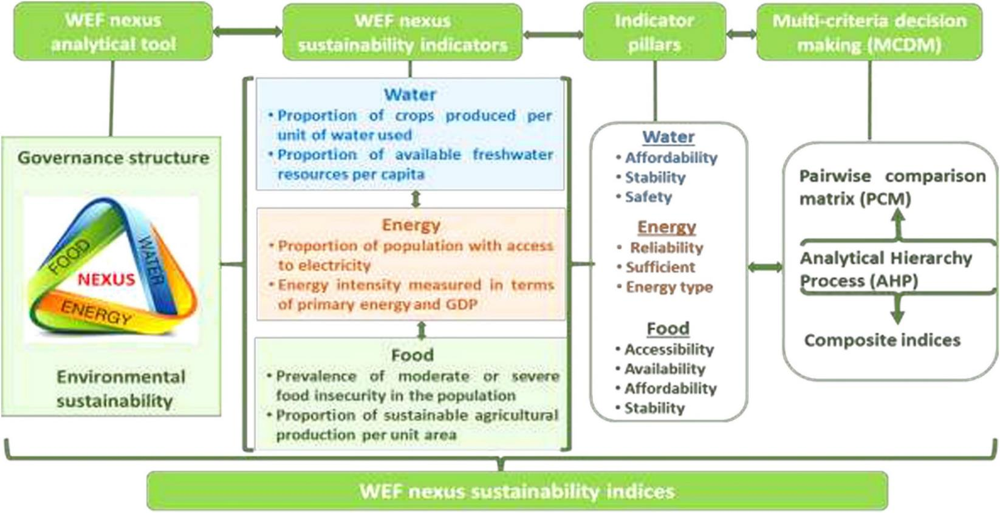 WEF nexus
analytical tool
WEF nexus
sustainability indicators
Indicator
pillars
Multi-criteria decision
making (MCDM)
Governance structure
FOOD
WATER
NEXUS
ENERGY
Environmental
sustainability
Water
• Proportion of crops produced per
unit of water used
• Proportion of available freshwater
resources per capita
Energy
• Proportion of population with access
to electricity
• Energy intensity measured in terms
of primary energy and GDP
Food
• Prevalence of moderate or severe
food insecurity in the population
• Proportion of sustainable agricultural
production per unit area
Water
• Affordability
• Stability
• Safety
Energy
• Reliability
• Sufficient
• Energy type
Food
• Accessibility
• Availability
• Affordability
• Stability
Pairwise comparison
matrix (PCM)
Analytical Hierarchy
Process (AHP)
Composite indices
WEF nexus sustainability indices